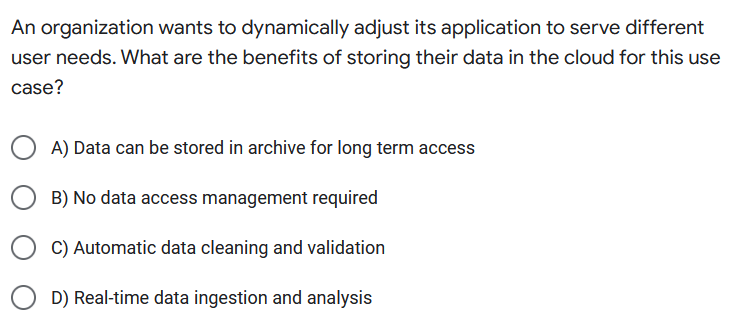 An organization wants to dynamically adjust its application to serve different
user needs. What are the benefits of storing their data in the cloud for this use
case?
A) Data can be stored in archive for long term access
B) No data access management required
C) Automatic data cleaning and validation
D) Real-time data ingestion and analysis